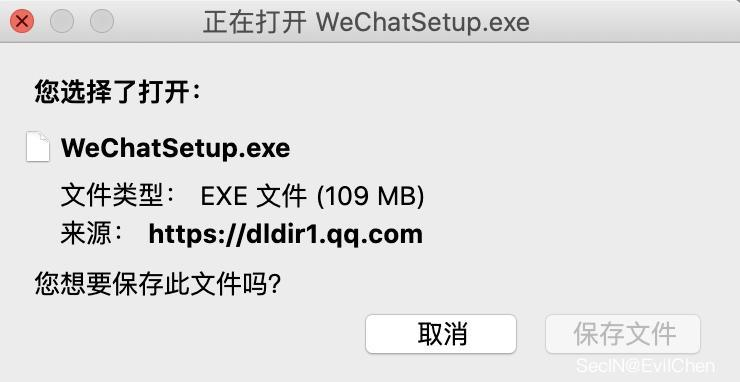 正在打开 WeChatSetup.exe
您选择了打开：
WeChatSetup.exe
文件类型： EXE 文件 (109 MB)
来源： https://dldir1.qq.com
您想要保存此文件吗？
取消
保存文件
SecIN@EvilChen